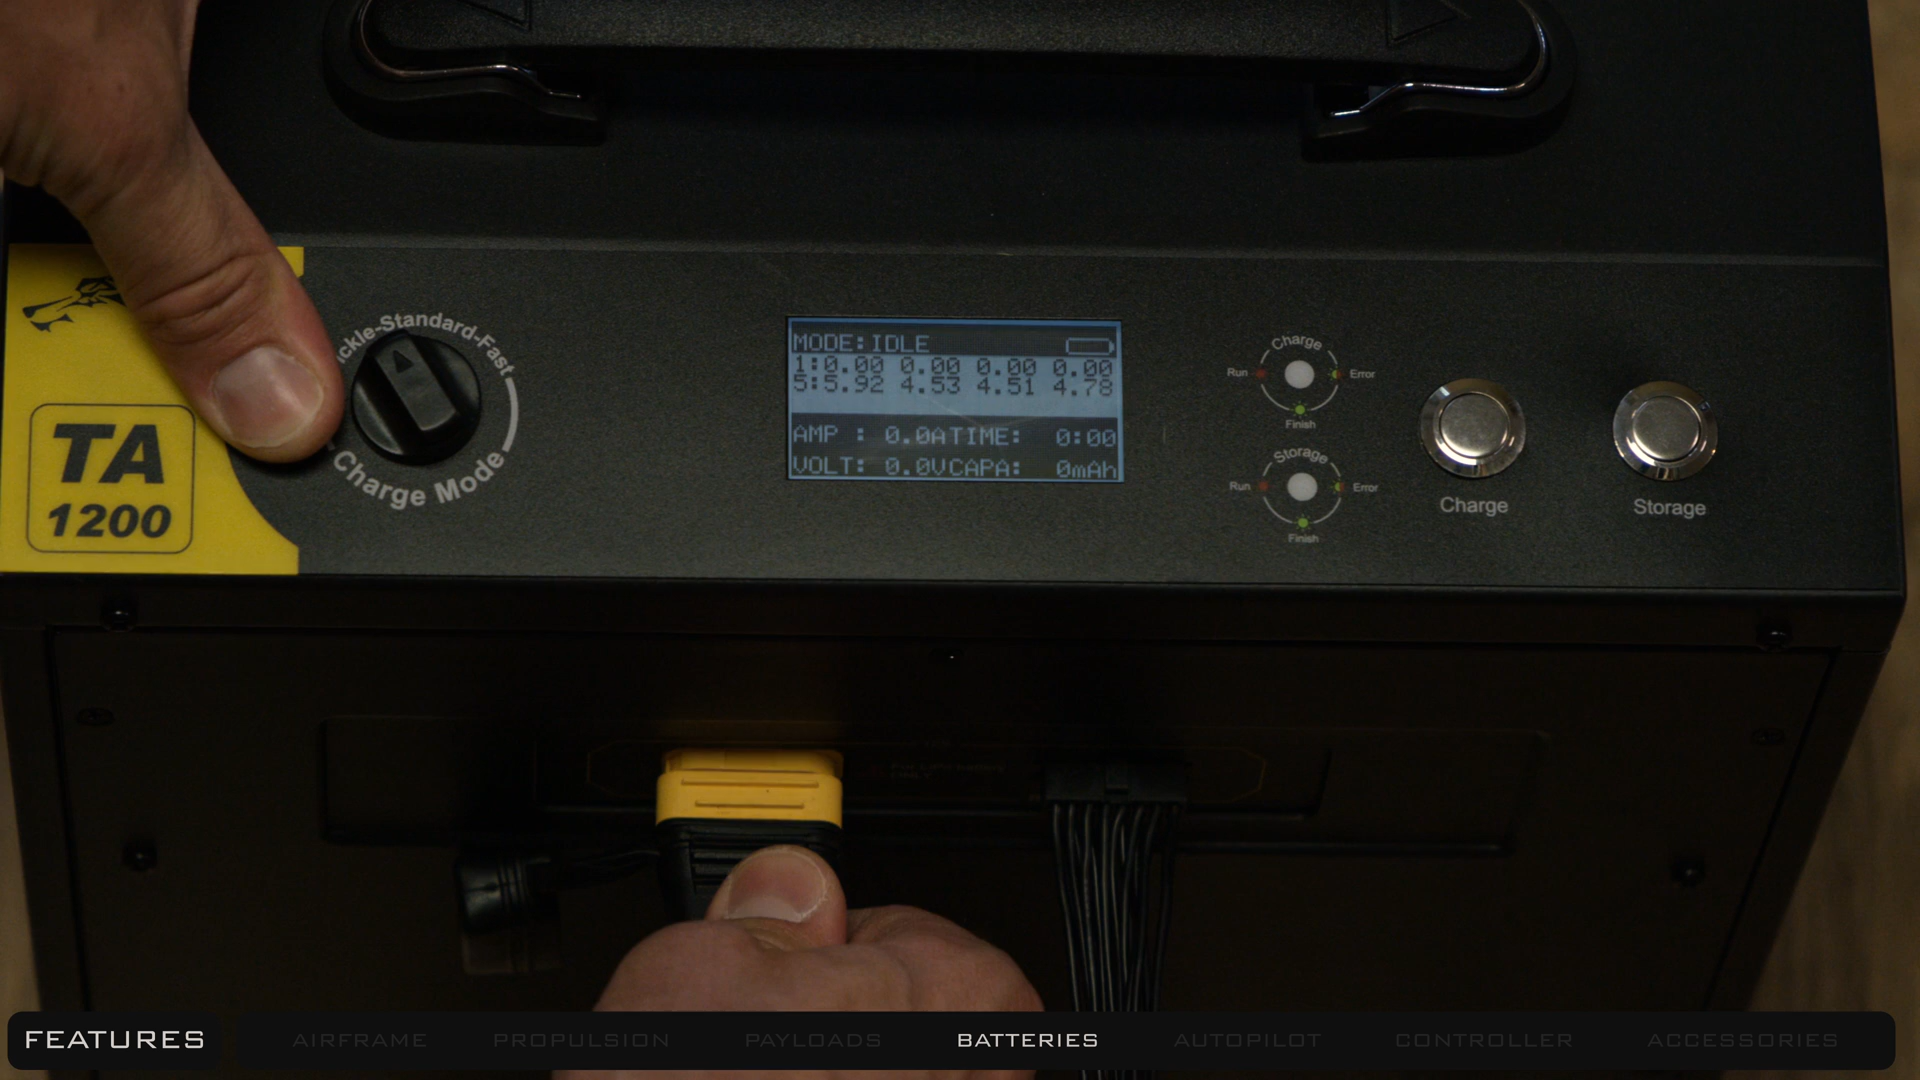 ckle-Standard-Fast
Charge Mode
TA
1200
MODE:IDLE
1:0.00 0.00 0.00 0.00
5:5.92 4.53 4.51 4.78
AMP : 0.0ATIME: 0:00
VOLT: 0.0VCAPA: 0mAh
Charge
Run
Error
Finish
Storage
Run
Error
Finish
Charge
Storage
FEATURES
AIRFRAME
PROPULSION
PAYLOADS
BATTERIES
AUTOPILOT
CONTROLLER
ACCESSORIES